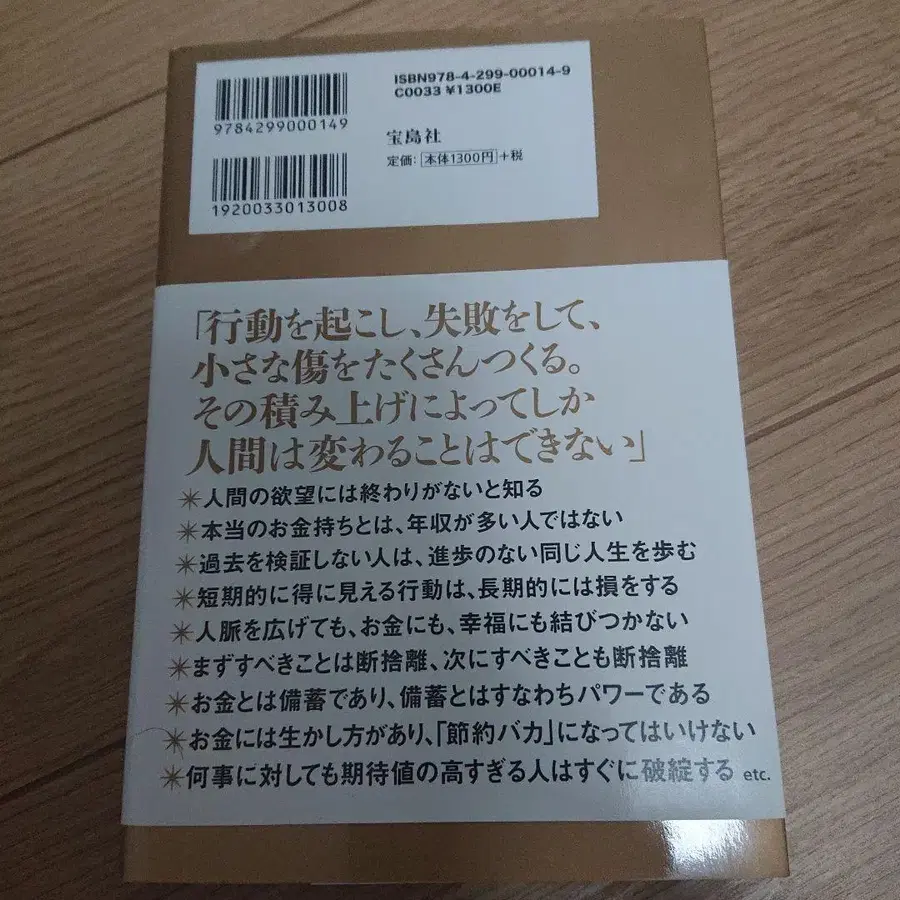 ISBN978-4-299-00014-9
C0033 ¥1300E
9784299000149
宝島社
定価: 本体1300円 +税
1920033013008
「行動を起こし、失敗をして、
小さな傷をたくさんつくる。
その積み上げによってしか
人間は変わることはできない」
✳人間の欲望には終わりがないと知る
✳本当のお金持ちとは、年収が多い人ではない
✳過去を検証しない人は、進歩のない同じ人生を歩む
✳短期的に得に見える行動は、長期的には損をする
✳人脈を広げても、お金にも、幸福にも結びつかない
✳まずすべきことは断捨離、次にすべきことも断捨離
✳お金とは備蓄であり、備蓄とはすなわちパワーである
✳お金には生かし方があり、「節約バカ」になってはいけない
✳何事に対しても期待値の高すぎる人はすぐに破綻する etc.